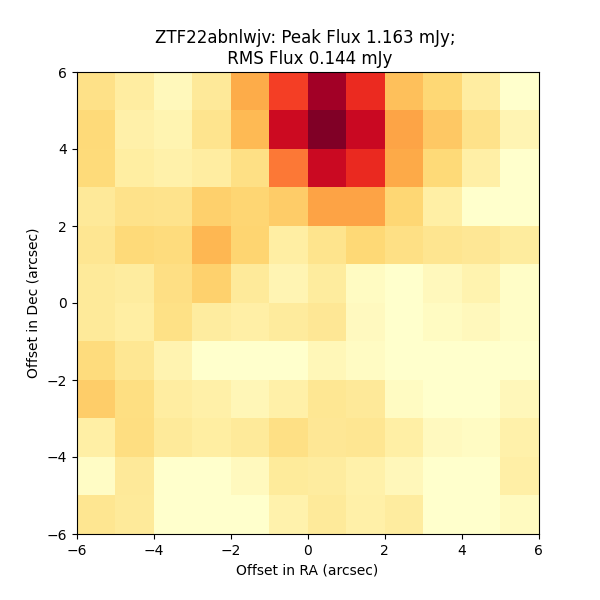 ZTF22abnlwjv: Peak Flux 1.163 mJy;
RMS Flux 0.144 mJy
6
4
2
0
−2
−4
−6
Offset in Dec (arcsec)
−6 −4 −2 0 2 4 6
Offset in RA (arcsec)